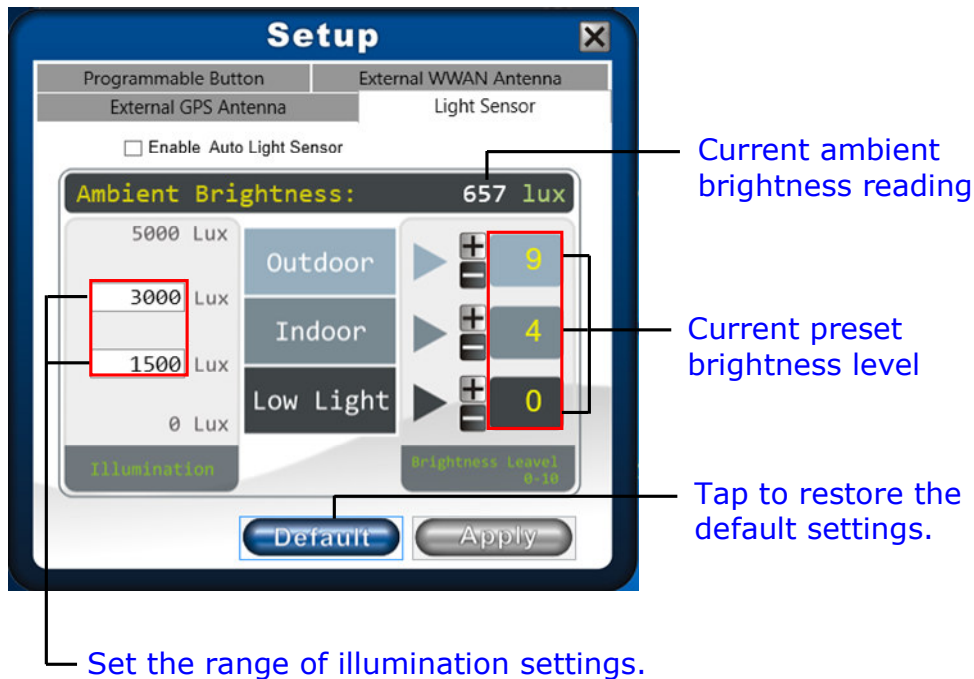 Setup
Programmable Button
External WWAN Antenna
External GPS Antenna
Light Sensor
Enable Auto Light Sensor
Ambient Brightness: 657 lux
5000 Lux
3000 Lux
1500 Lux
0 Lux
Illumination
Outdoor
Indoor
Low Light
+
−
9
+
−
4
+
−
0
Brightness Leavel
0-10
Default
Apply
Current ambient
brightness reading
Current preset
brightness level
Tap to restore the
default settings.
Set the range of illumination settings.